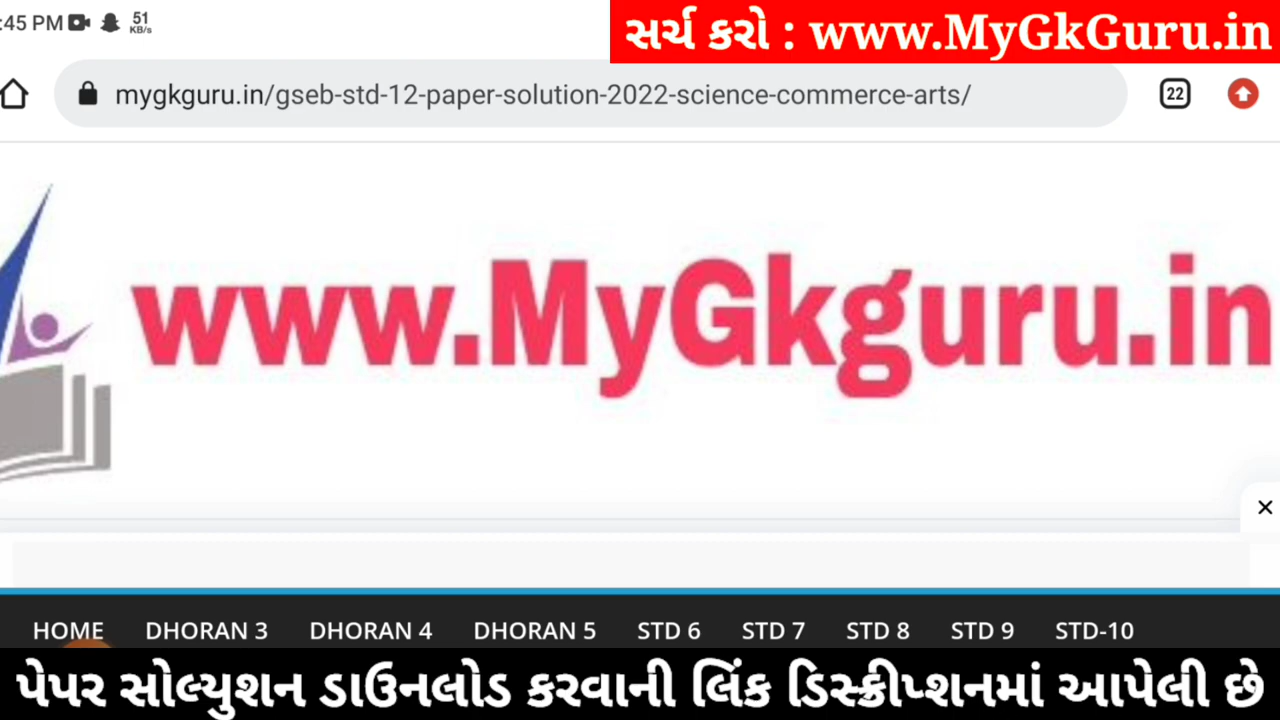 :45 PM 51 KB/s
સર્ચ કરો : www.MyGkGuru.in
mygkguru.in/gseb-std-12-paper-solution-2022-science-commerce-arts/ 22
www.MyGkguru.in
×
HOME DHORAN 3 DHORAN 4 DHORAN 5 STD 6 STD 7 STD 8 STD 9 STD-10
પેપર સોલ્યુશન ડાઉનલોડ કરવાની લિંક ડિસ્ક્રીપ્શનમાં આપેલી છે